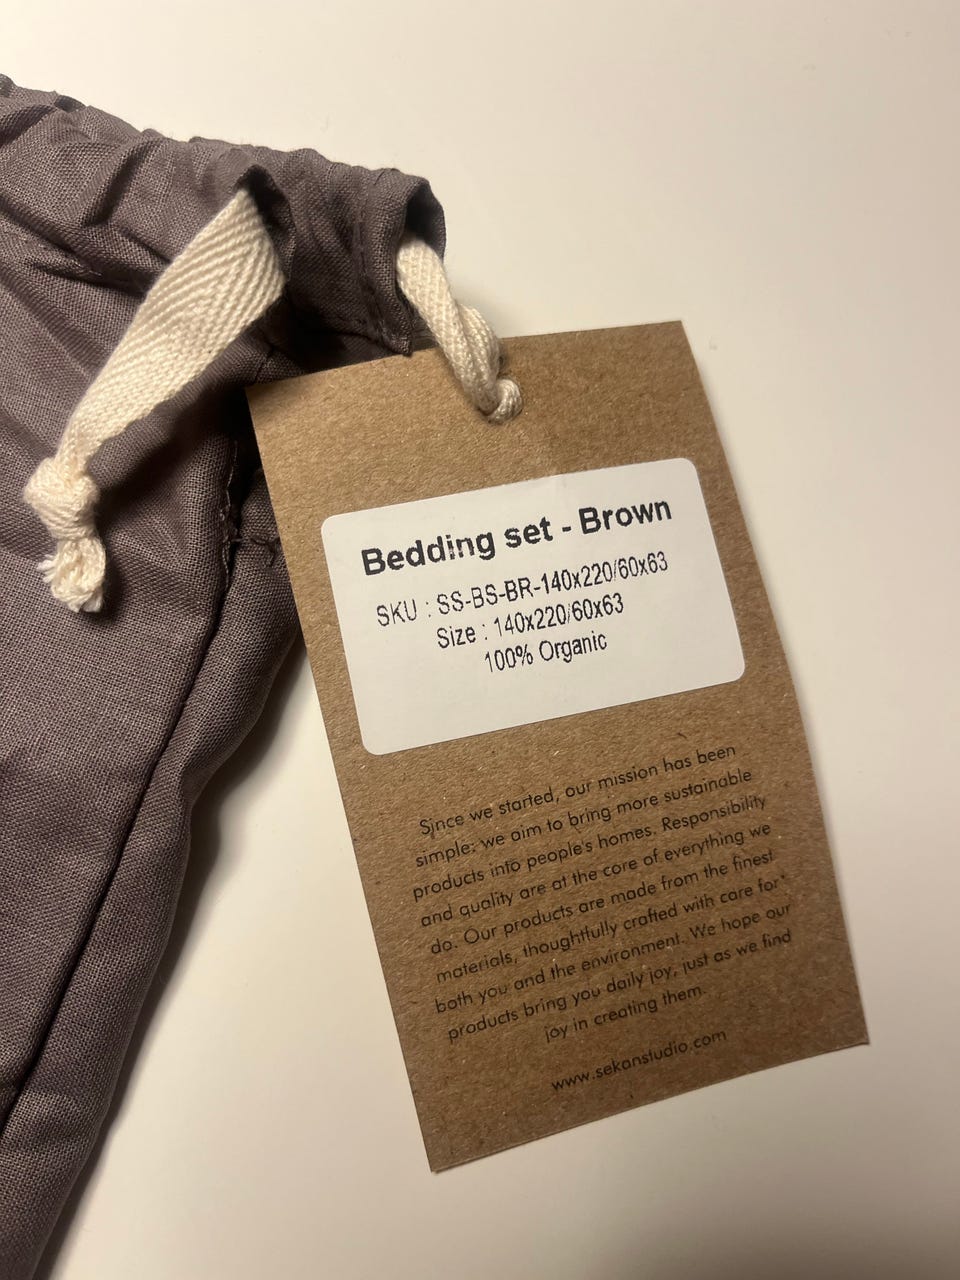 Bedding set - Brown
SKU : SS-BS-BR-140x220/60x63
Size : 140x220/60x63
100% Organic
Since we started, our mission has been
simple: we aim to bring more sustainable
products into people's homes. Responsibility
and quality are at the core of everything we
do. Our products are made from the finest
materials, thoughtfully crafted with care for
both you and the environment. We hope our
products bring you daily joy, just as we find
joy in creating them.
www.sekanstudio.com